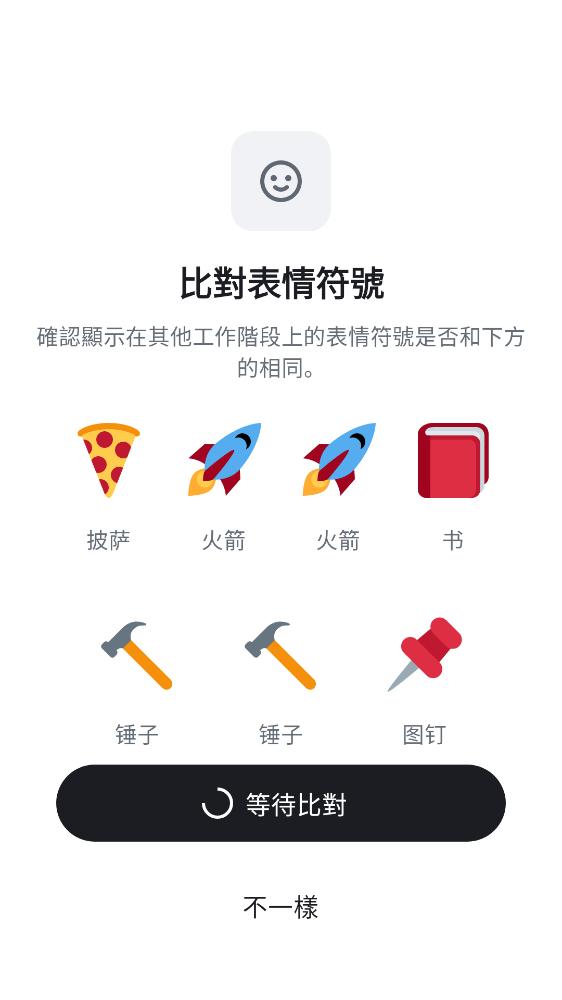 比對表情符號
確認顯示在其他工作階段上的表情符號是否和下方
的相同。
披萨 火箭 火箭 书
锤子 锤子 图钉
等待比對
不一樣